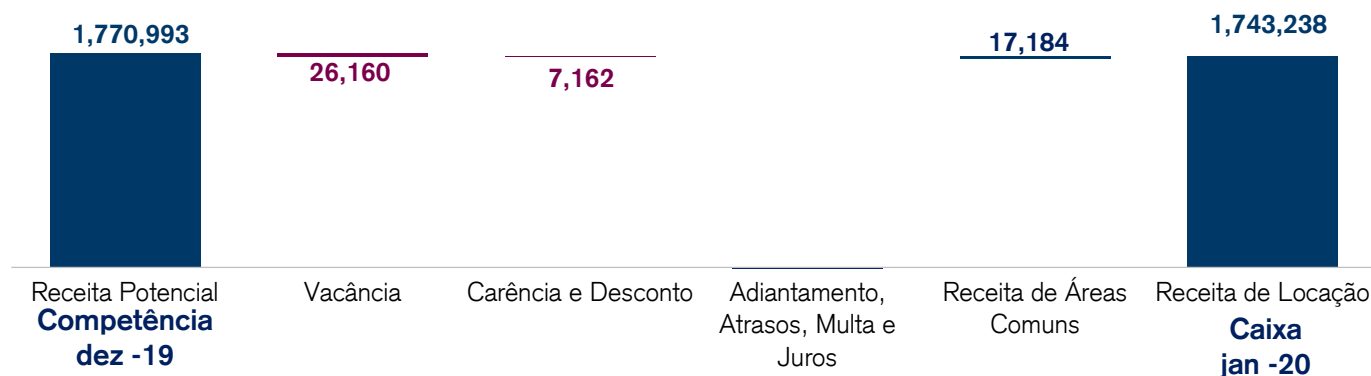 1,770,993
26,160
7,162
17,184
1,743,238
Receita Potencial
Competência
dez -19
Vacância
Carência e Desconto
Adiantamento,
Atrasos, Multa e
Juros
Receita de Áreas
Comuns
Receita de Locação
Caixa
jan -20